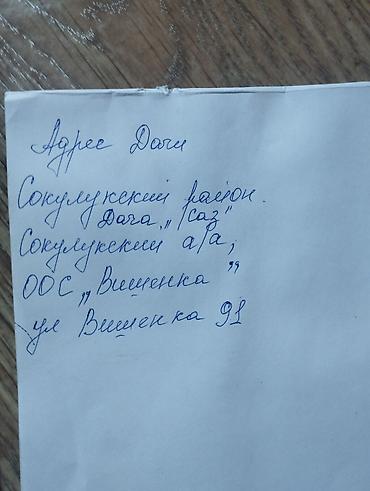 Адрес Дачи
Сокулукский район.
Дача „Саз"
Сокулукский а/а,
ООС „Вишенка"
ул Вишенка 91